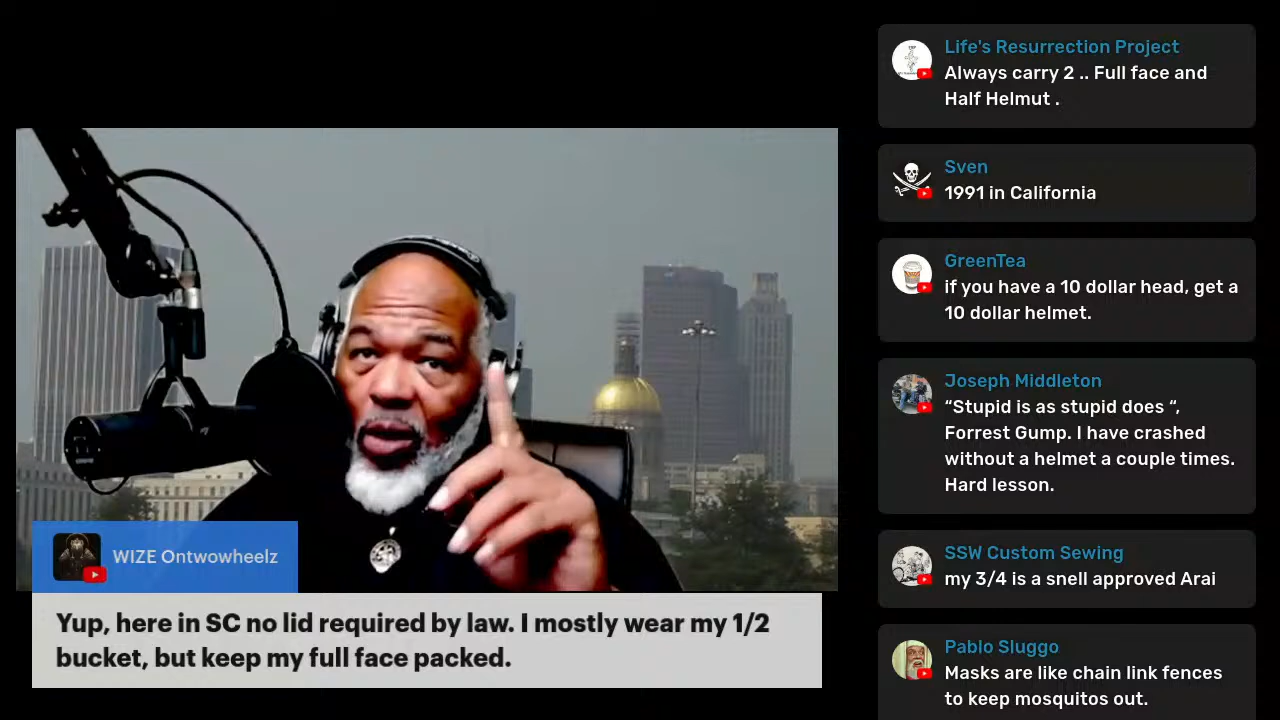 Life's Resurrection Project
Always carry 2 .. Full face and
Half Helmut .
Sven
1991 in California
GreenTea
if you have a 10 dollar head, get a
10 dollar helmet.
Joseph Middleton
“Stupid is as stupid does “,
Forrest Gump. I have crashed
without a helmet a couple times.
Hard lesson.
SSW Custom Sewing
my 3/4 is a snell approved Arai
Pablo Sluggo
Masks are like chain link fences
to keep mosquitos out.
WIZE Ontwowheelz
Yup, here in SC no lid required by law. I mostly wear my 1/2
bucket, but keep my full face packed.